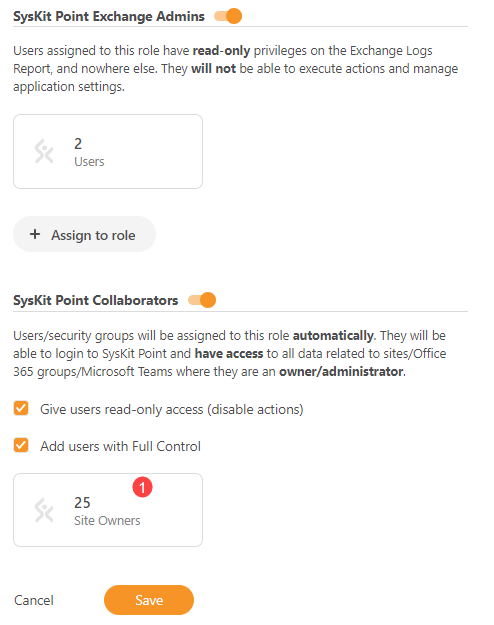 SysKit Point Exchange Admins
Users assigned to this role have read-only privileges on the Exchange Logs
Report, and nowhere else. They will not be able to execute actions and manage
application settings.
2
Users
+ Assign to role
SysKit Point Collaborators
Users/security groups will be assigned to this role automatically. They will be
able to login to SysKit Point and have access to all data related to sites/Office
365 groups/Microsoft Teams where they are an owner/administrator.
Give users read-only access (disable actions)
Add users with Full Control
1
25
Site Owners
Cancel
Save